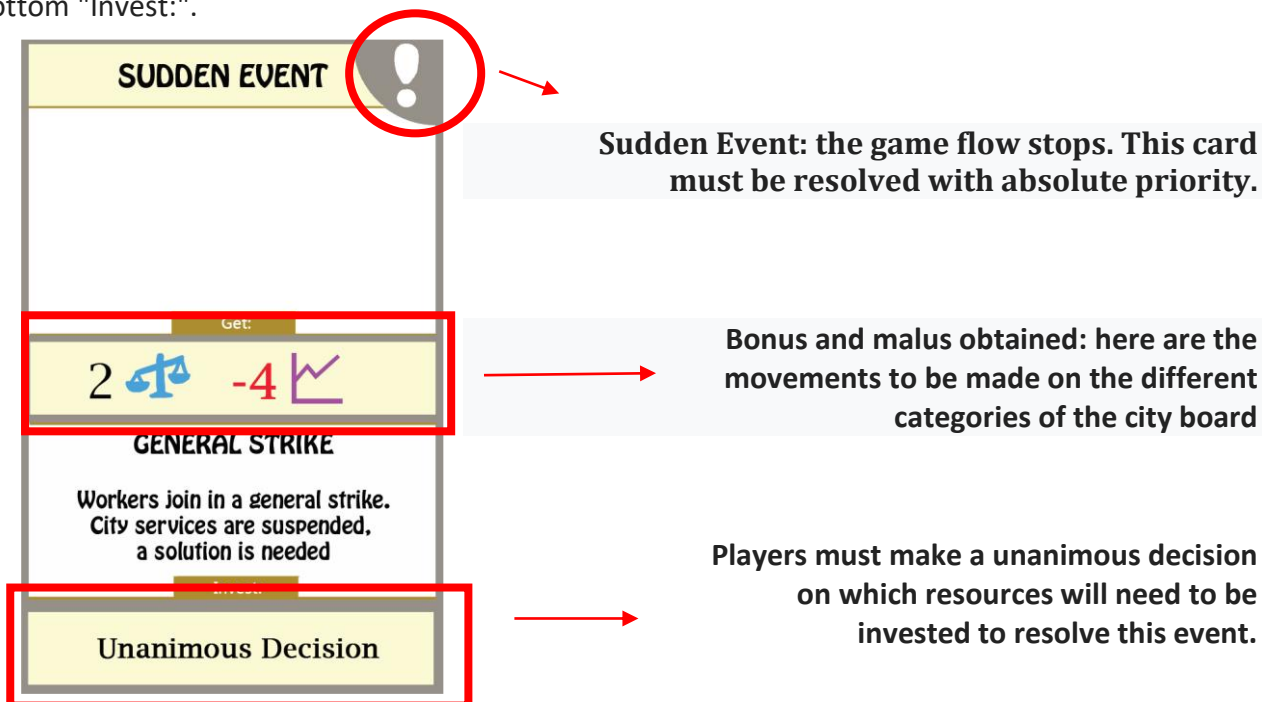 "Invest:".
SUDDEN EVENT
Sudden Event: the game flow stops. This card
must be resolved with absolute priority.
Get:
2 -4
Bonus and malus obtained: here are the
movements to be made on the different
categories of the city board
GENERAL STRIKE
Workers join in a general strike.
City services are suspended,
a solution is needed
Invest:
Unanimous Decision
Players must make a unanimous decision
on which resources will need to be
invested to resolve this event.